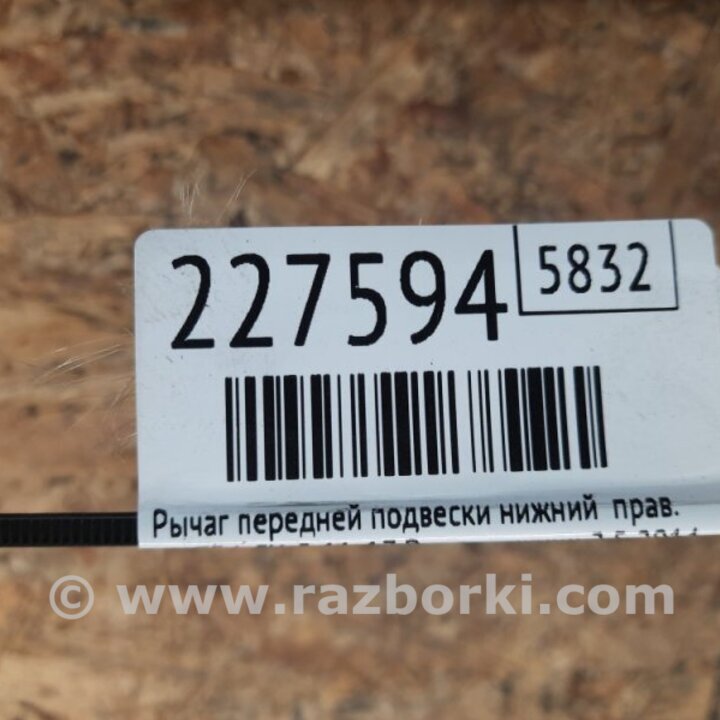 227594
5832
Рычаг передней подвески нижний прав.
© www.razborki.com